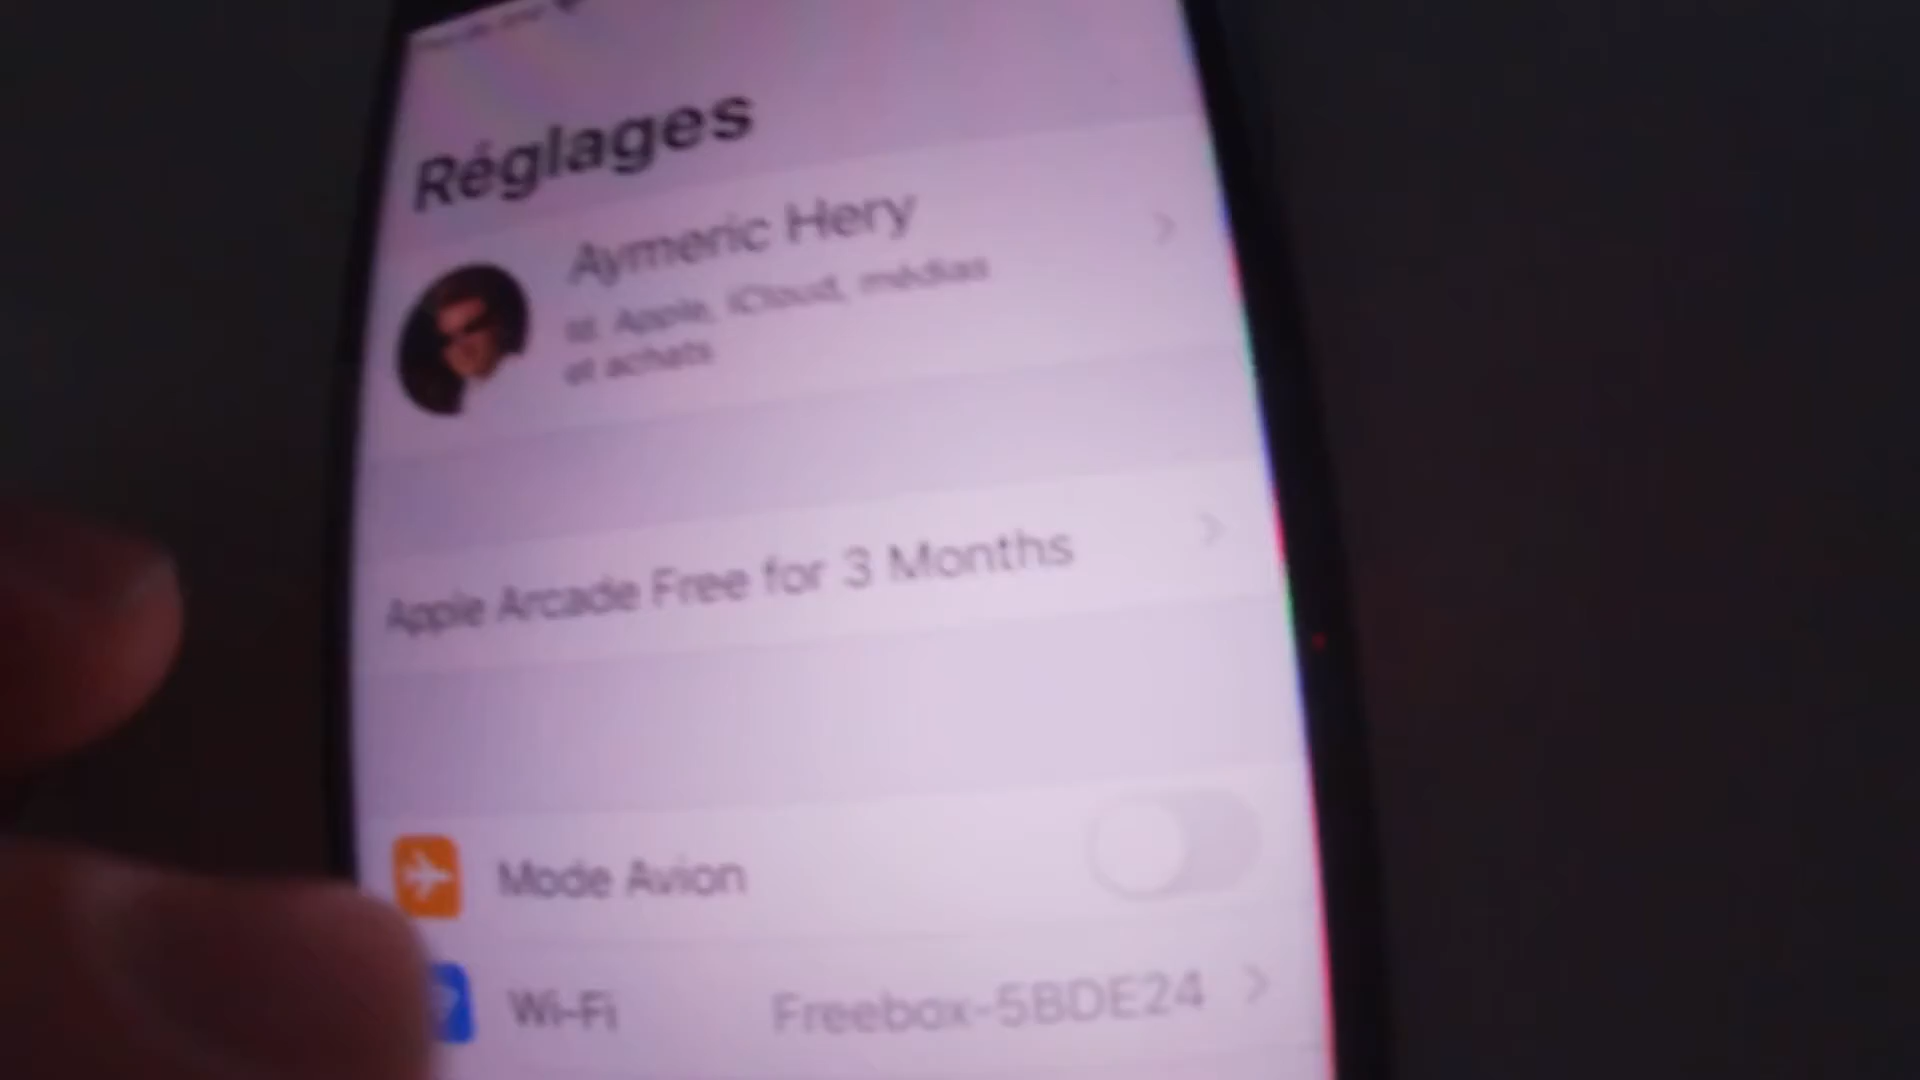 Réglages
Aymeric Hery
Id. Apple, iCloud, médias
et achats
Apple Arcade Free for 3 Months
Mode Avion
Wi-Fi
Freebox-5BDE24